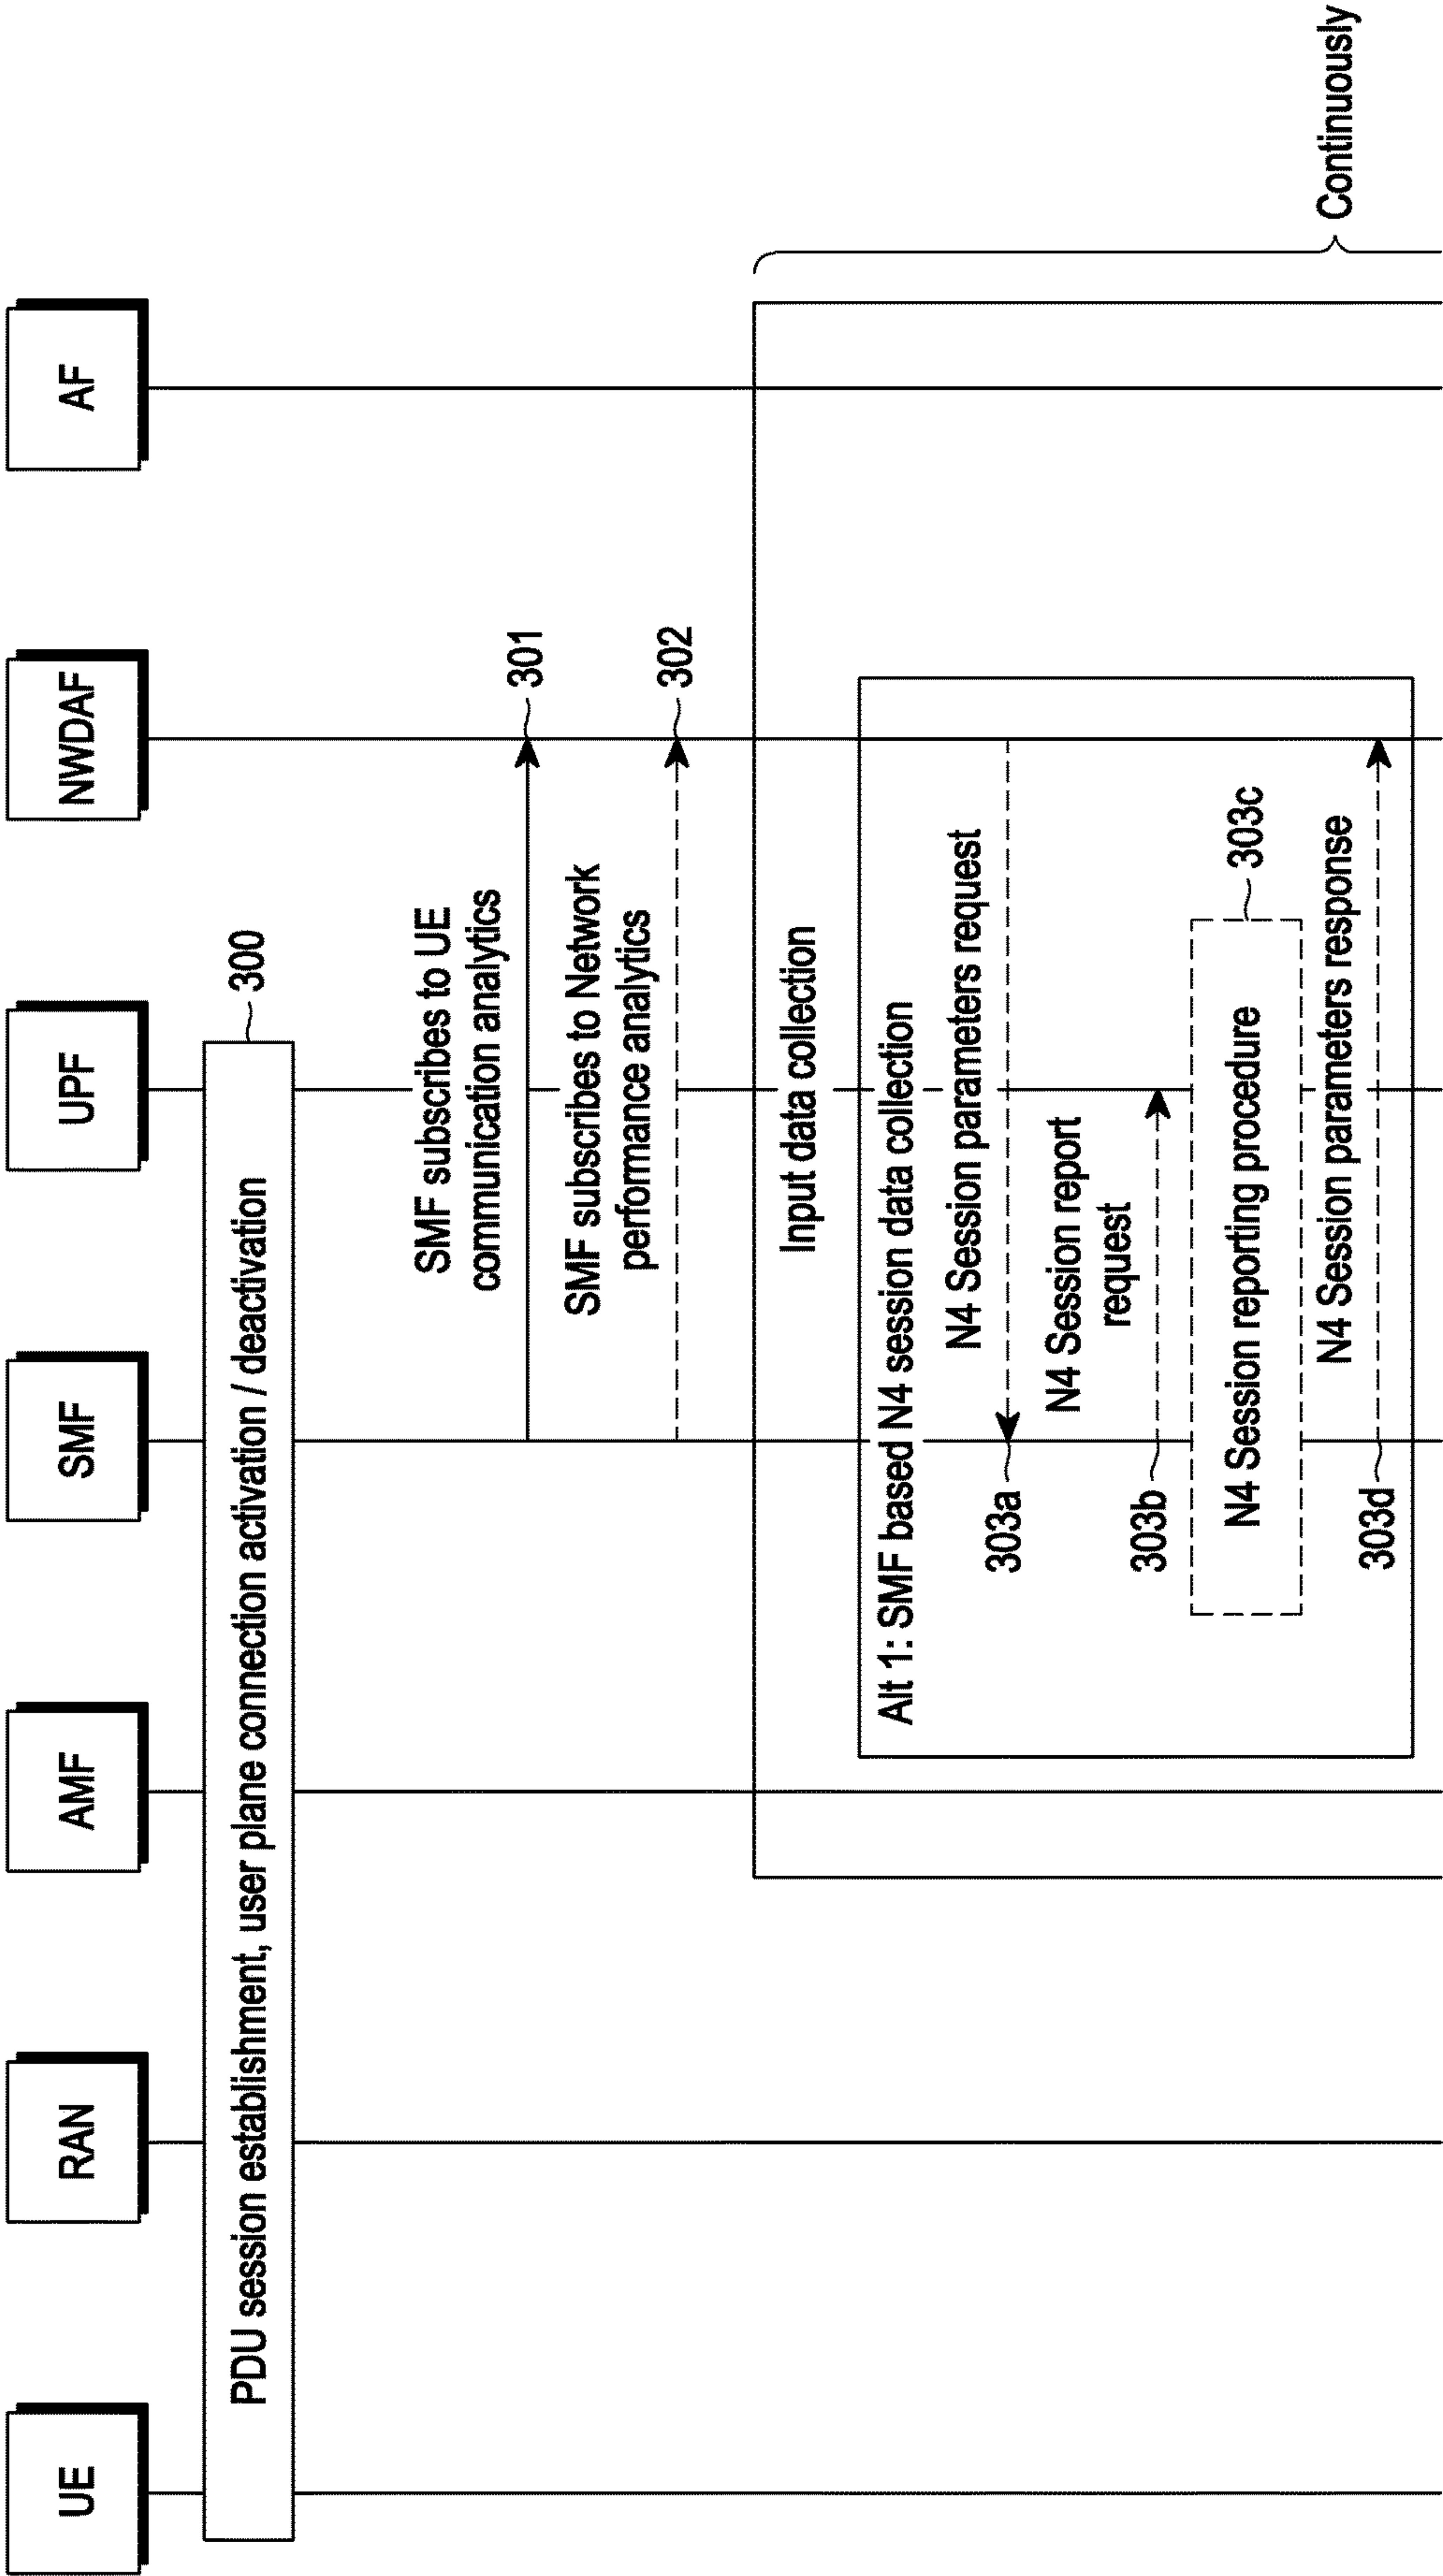 UE
RAN
AMF
SMF
UPF
NWDAF
AF
PDU session establishment, user plane connection activation / deactivation
300
SMF subscribes to UE
communication analytics
301
SMF subscribes to Network
performance analytics
302
Input data collection
Continuously
Alt 1: SMF based N4 session data collection
N4 Session parameters request
303a
N4 Session report
request
303b
N4 Session reporting procedure
303c
N4 Session parameters response
303d